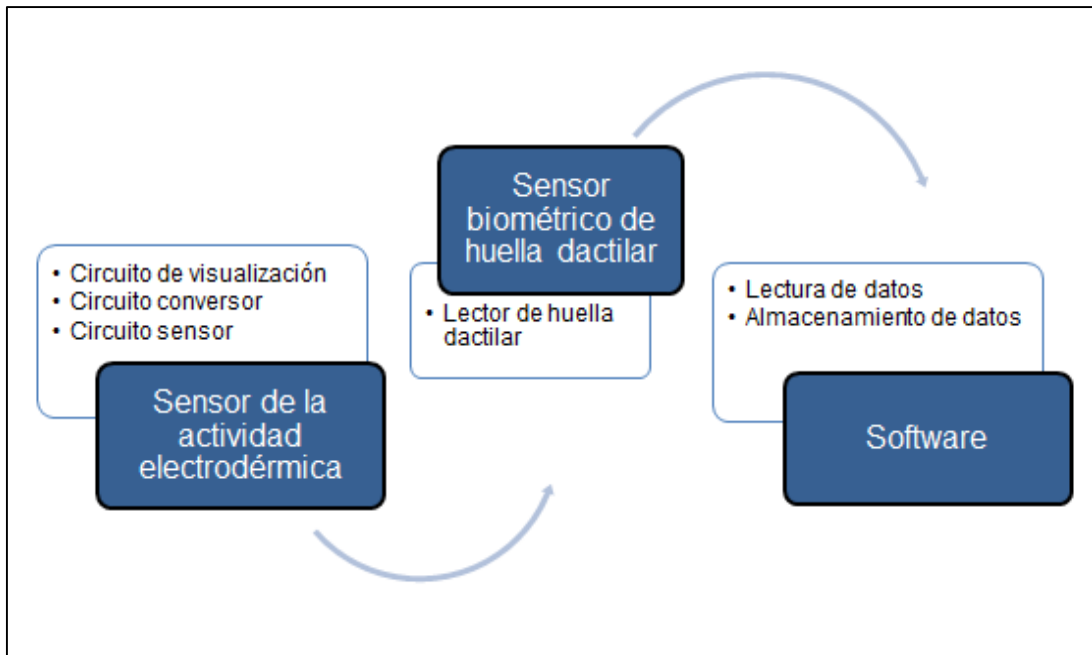 • Circuito de visualización
• Circuito conversor
• Circuito sensor
Sensor de la
actividad
electrodérmica
Sensor
biométrico de
huella dactilar
• Lector de huella
dactilar
• Lectura de datos
• Almacenamiento de datos
Software